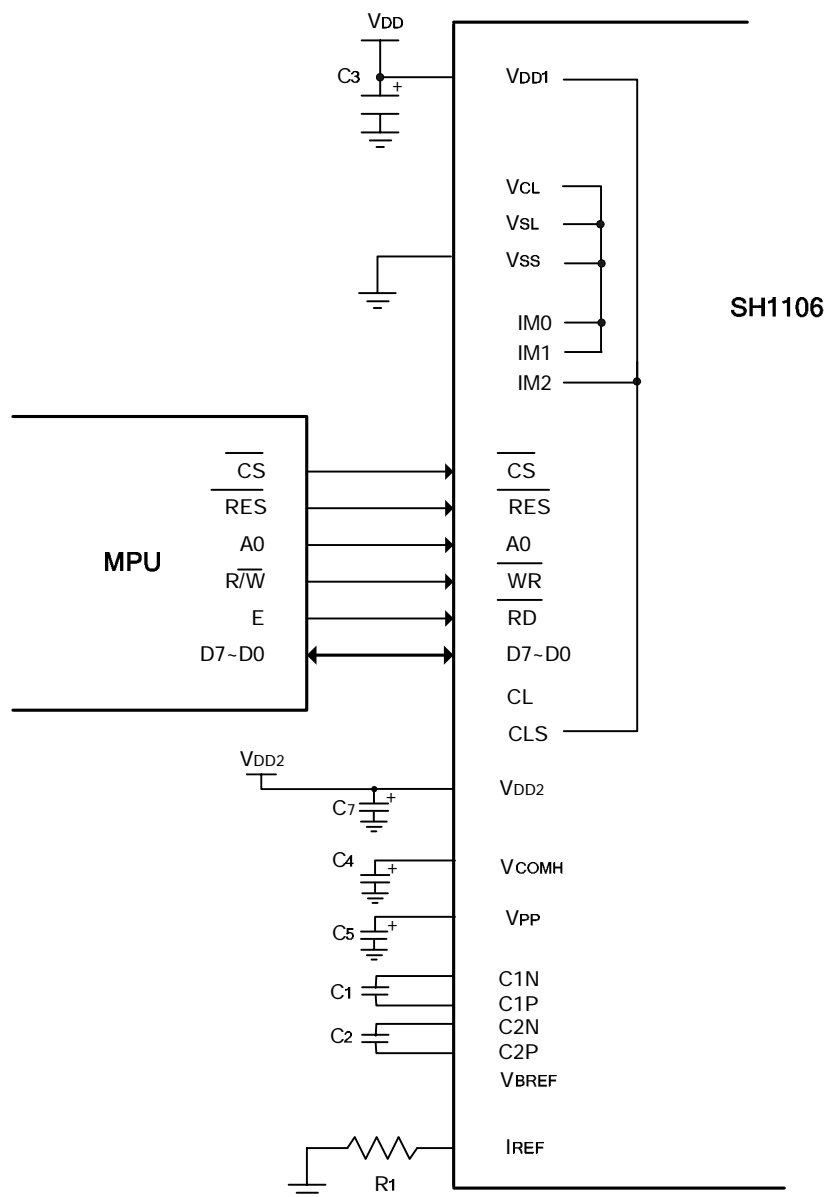 VDD
C3
+
VDD1
VCL
VSL
VSS
SH1106
IM0
IM1
IM2
MPU
CS
RES
A0
R/W
E
D7~D0
CS
RES
A0
WR
RD
D7~D0
CL
CLS
VDD2
C7
+
VDD2
C4
+
VCOMH
C5
+
VPP
C1
C1N
C1P
C2
C2N
C2P
VBREF
R1
IREF